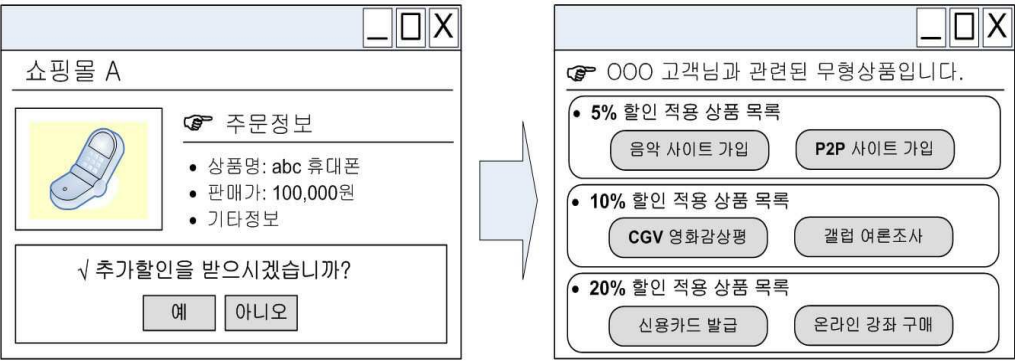 쇼핑몰 A
☞ 주문정보
• 상품명: abc 휴대폰
• 판매가: 100,000원
• 기타정보
√ 추가할인을 받으시겠습니까?
예
아니오
☞ OOO 고객님과 관련된 무형상품입니다.
• 5% 할인 적용 상품 목록
음악 사이트 가입
P2P 사이트 가입
• 10% 할인 적용 상품 목록
CGV 영화감상평
갤럽 여론조사
• 20% 할인 적용 상품 목록
신용카드 발급
온라인 강좌 구매